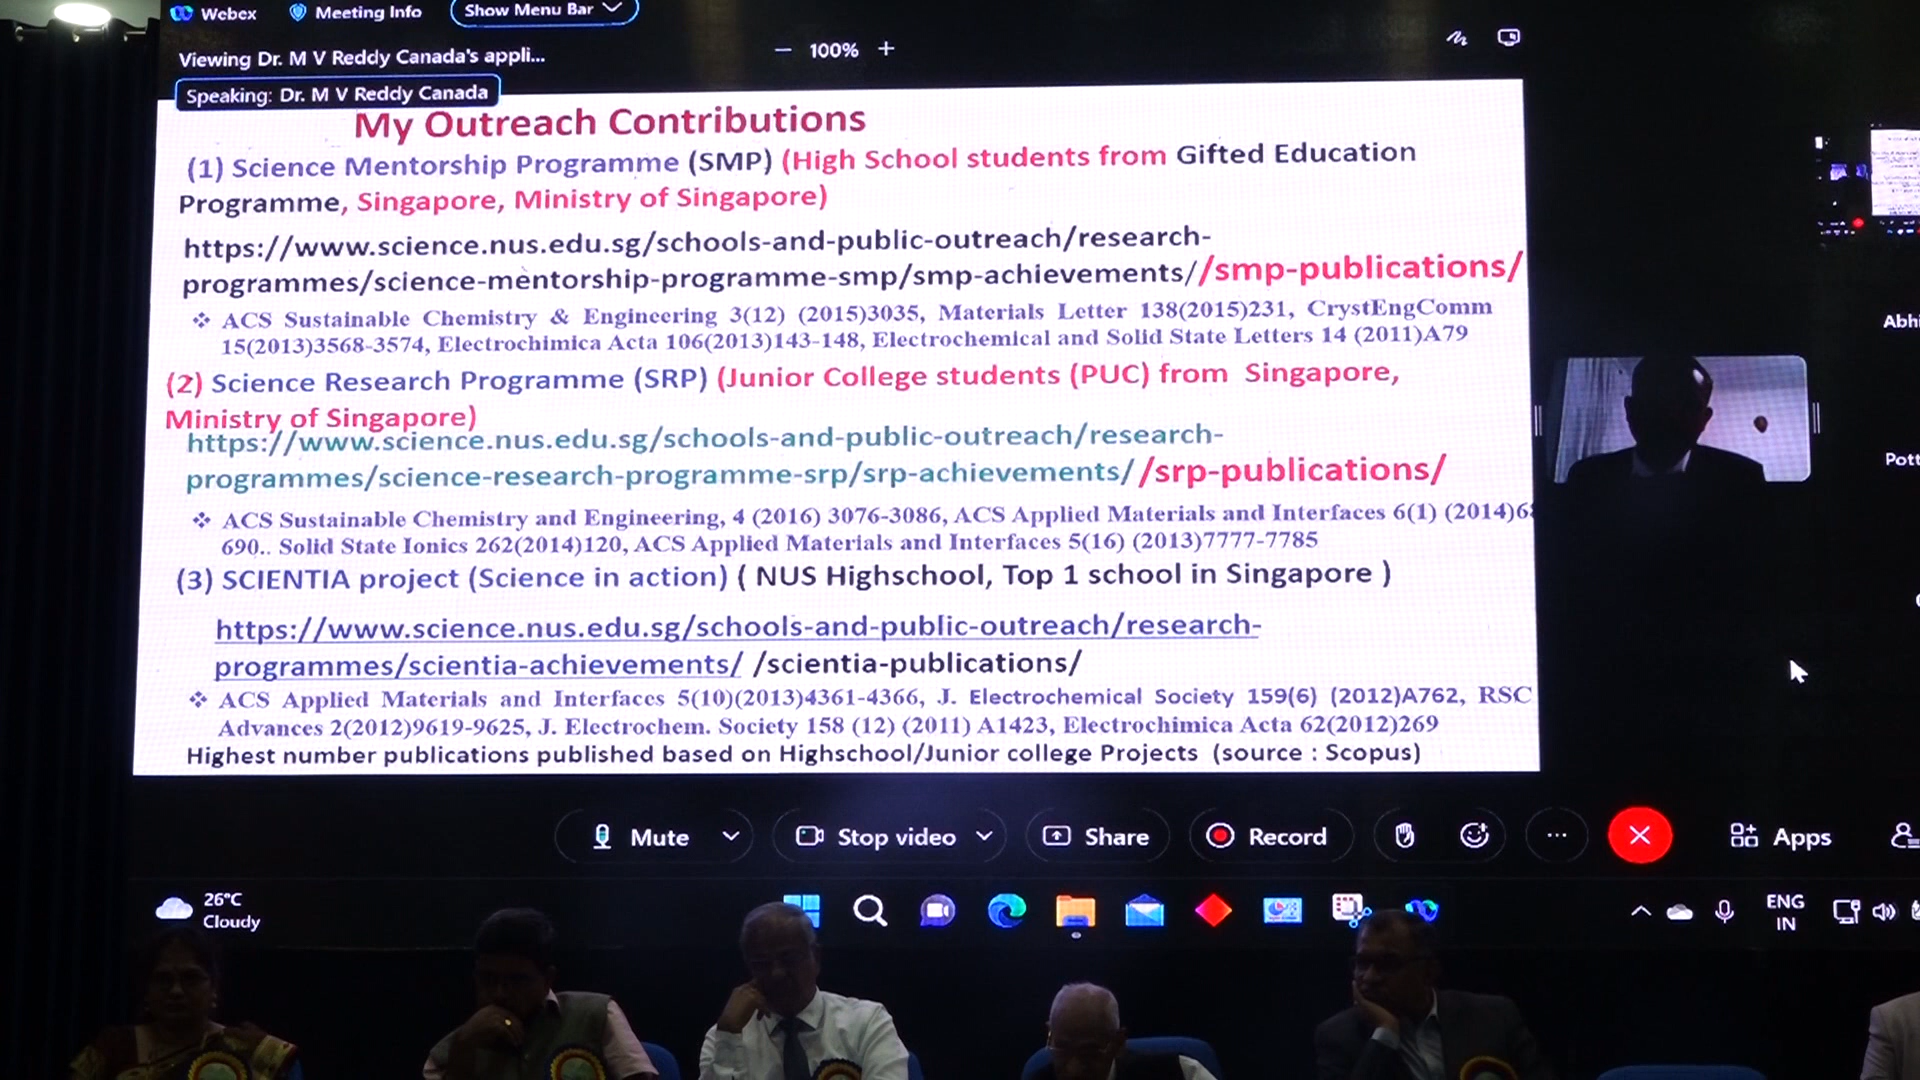 Webex Meeting Info Show Menu Bar
Viewing Dr. M V Reddy Canada's appli...
100%
Speaking: Dr. M V Reddy Canada
My Outreach Contributions
(1) Science Mentorship Programme (SMP) (High School students from Gifted Education
Programme, Singapore, Ministry of Singapore)
https://www.science.nus.edu.sg/schools-and-public-outreach/research-
programmes/science-mentorship-programme-smp/smp-achievements//smp-publications/
❖ ACS Sustainable Chemistry & Engineering 3(12) (2015)3035, Materials Letter 138(2015)231, CrystEngComm
15(2013)3568-3574, Electrochimica Acta 106(2013)143-148, Electrochemical and Solid State Letters 14 (2011)A79
(2) Science Research Programme (SRP) (Junior College students (PUC) from Singapore,
Ministry of Singapore)
https://www.science.nus.edu.sg/schools-and-public-outreach/research-
programmes/science-research-programme-srp/srp-achievements/ /srp-publications/
❖ ACS Sustainable Chemistry and Engineering, 4 (2016) 3076-3086, ACS Applied Materials and Interfaces 6(1) (2014)68
690.. Solid State Ionics 262(2014)120, ACS Applied Materials and Interfaces 5(16) (2013)7777-7785
(3) SCIENTIA project (Science in action) ( NUS Highschool, Top 1 school in Singapore )
https://www.science.nus.edu.sg/schools-and-public-outreach/research-
programmes/scientia-achievements/ /scientia-publications/
❖ ACS Applied Materials and Interfaces 5(10)(2013)4361-4366, J. Electrochemical Society 159(6) (2012)A762, RSC
Advances 2(2012)9619-9625, J. Electrochem. Society 158 (12) (2011) A1423, Electrochimica Acta 62(2012)269
Highest number publications published based on Highschool/Junior college Projects (source : Scopus)
Abhi
Pott
Mute Stop video Share Record Apps
26°C
Cloudy
ENG
IN